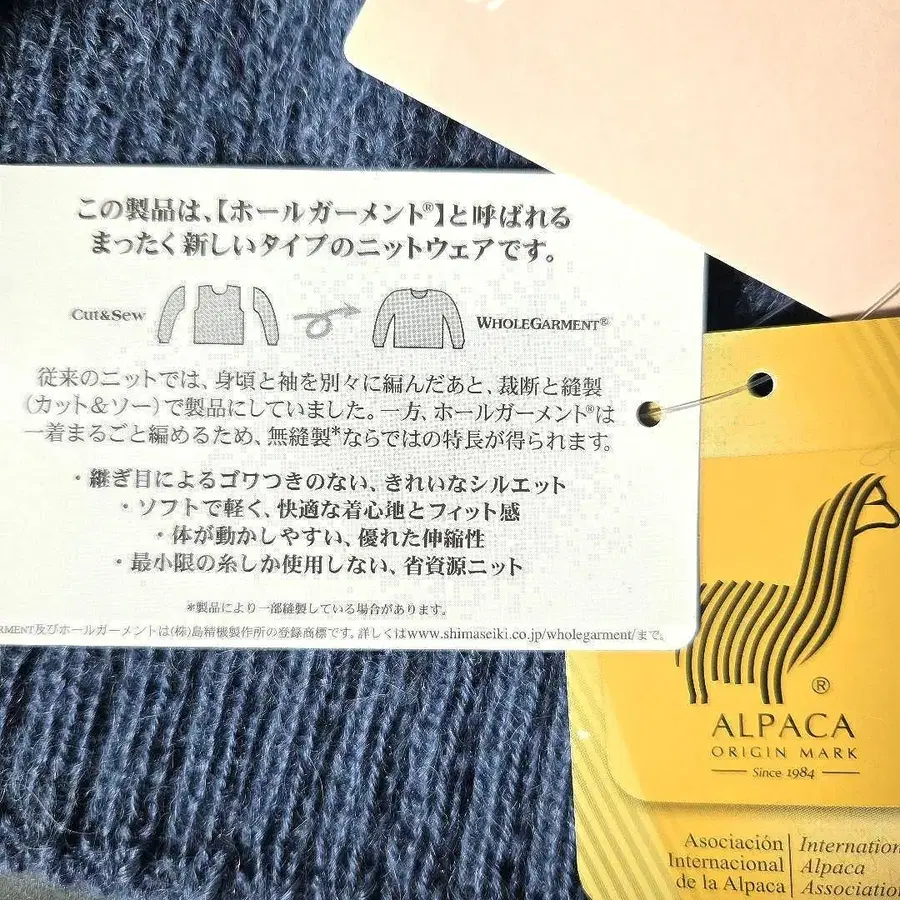 この製品は、【ホールガーメント®】と呼ばれる
まったく新しいタイプのニットウェアです。
CUT&SEW
WHOLEGARMENT®
従来のニットでは、身頃と袖を別々に編んだあと、裁断と縫製
（カット＆ソー）で製品にしていました。一方、ホールガーメント®は
一着まるごと編めるため、無縫製*ならではの特長が得られます。
・継ぎ目によるゴワつきのない、きれいなシルエット
・ソフトで軽く、快適な着心地とフィット感
・体が動かしやすい、優れた伸縮性
・最小限の糸しか使用しない、省資源ニット
*製品により一部縫製している場合があります。
ARMENT及びホールガーメントは(株)島精機製作所の登録商標です。詳しくはwww.shimaseiki.co.jp/wholegarment/まで。
®
ALPACA
ORIGIN MARK
Since 1984
Asociación
Internacional
de la Alpaca
Internation
Alpaca
Associatio